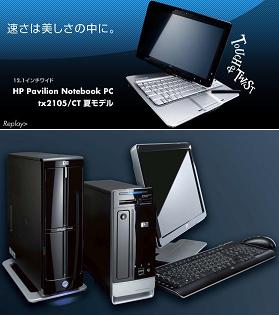 速さは美しさの中に。
TOUCH & TWIST
12.1インチワイド
HP Pavilion Notebook PC
tx2105/CT 夏モデル
Replay>